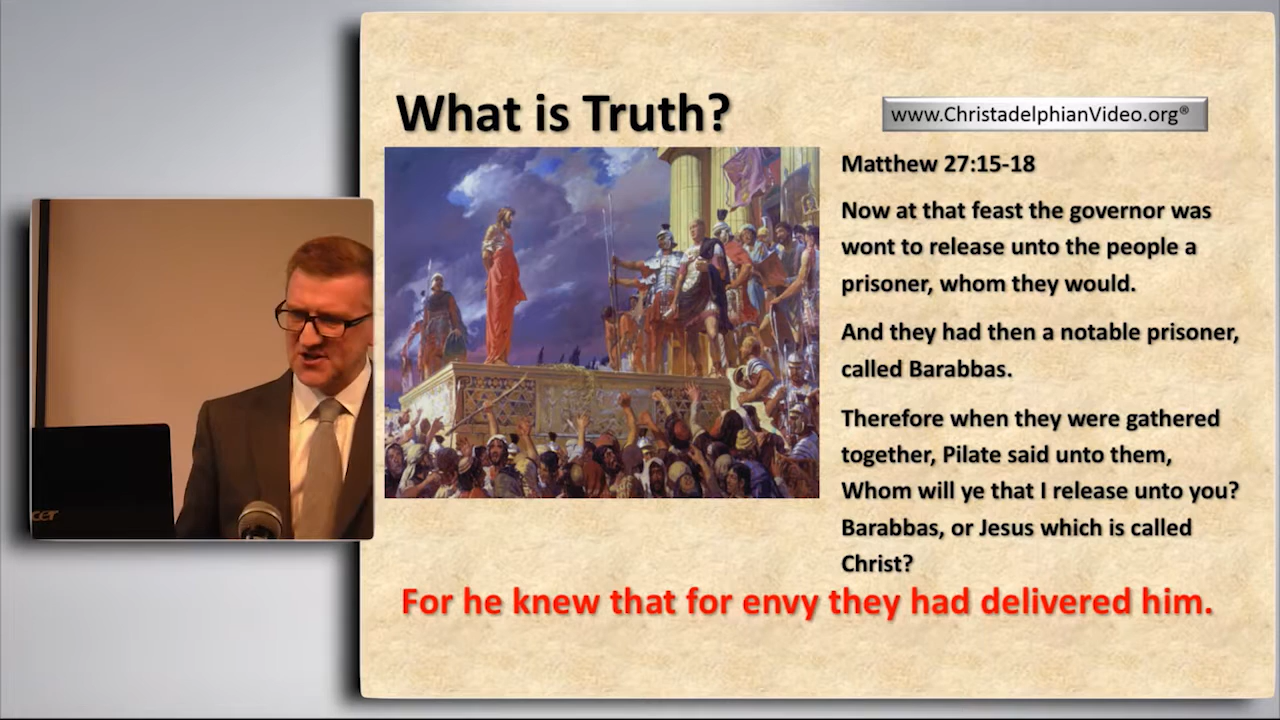 What is Truth?
www.ChristadelphianVideo.org®
Matthew 27:15-18
Now at that feast the governor was
wont to release unto the people a
prisoner, whom they would.
And they had then a notable prisoner,
called Barabbas.
Therefore when they were gathered
together, Pilate said unto them,
Whom will ye that I release unto you?
Barabbas, or Jesus which is called
Christ?
For he knew that for envy they had delivered him.
cer